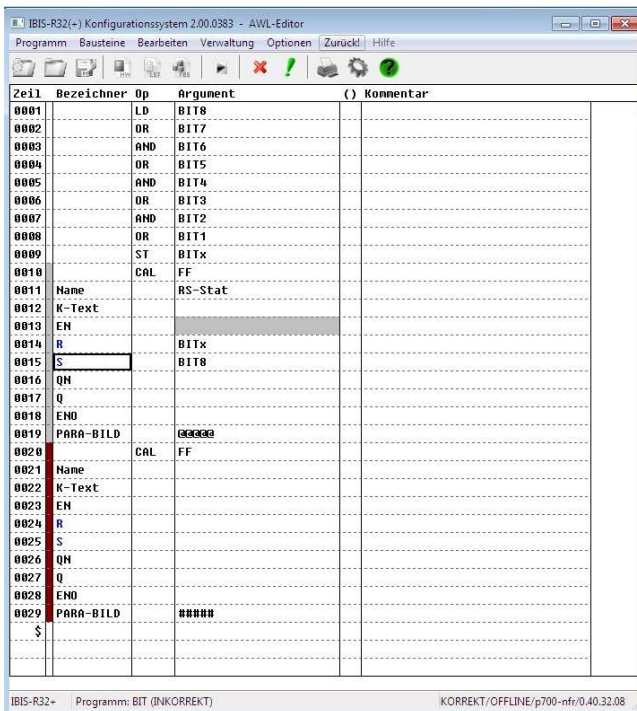 IBIS-R32(+) Konfigurationssystem 2.00.0383 - AWL-Editor
Programm Bausteine Bearbeiten Verwaltung Optionen Zurück! Hilfe
Zeil Bezeichner Op Argument () Kommentar
0001 LD BIT8
0002 OR BIT7
0003 AND BIT6
0004 OR BIT5
0005 AND BIT4
0006 OR BIT3
0007 AND BIT2
0008 OR BIT1
0009 ST BITx
0010 CAL FF
0011 Name RS-Stat
0012 K-Text
0013 EN
0014 R BITx
0015 S BIT8
0016 QN
0017 Q
0018 ENO
0019 PARA-BILD @@@@@
0020 CAL FF
0021 Name
0022 K-Text
0023 EN
0024 R
0025 S
0026 QN
0027 Q
0028 ENO
0029 PARA-BILD #####
$
IBIS-R32+ Programm: BIT (INKORREKT) KORREKT/OFFLINE/p700-nfr/0.40.32.08